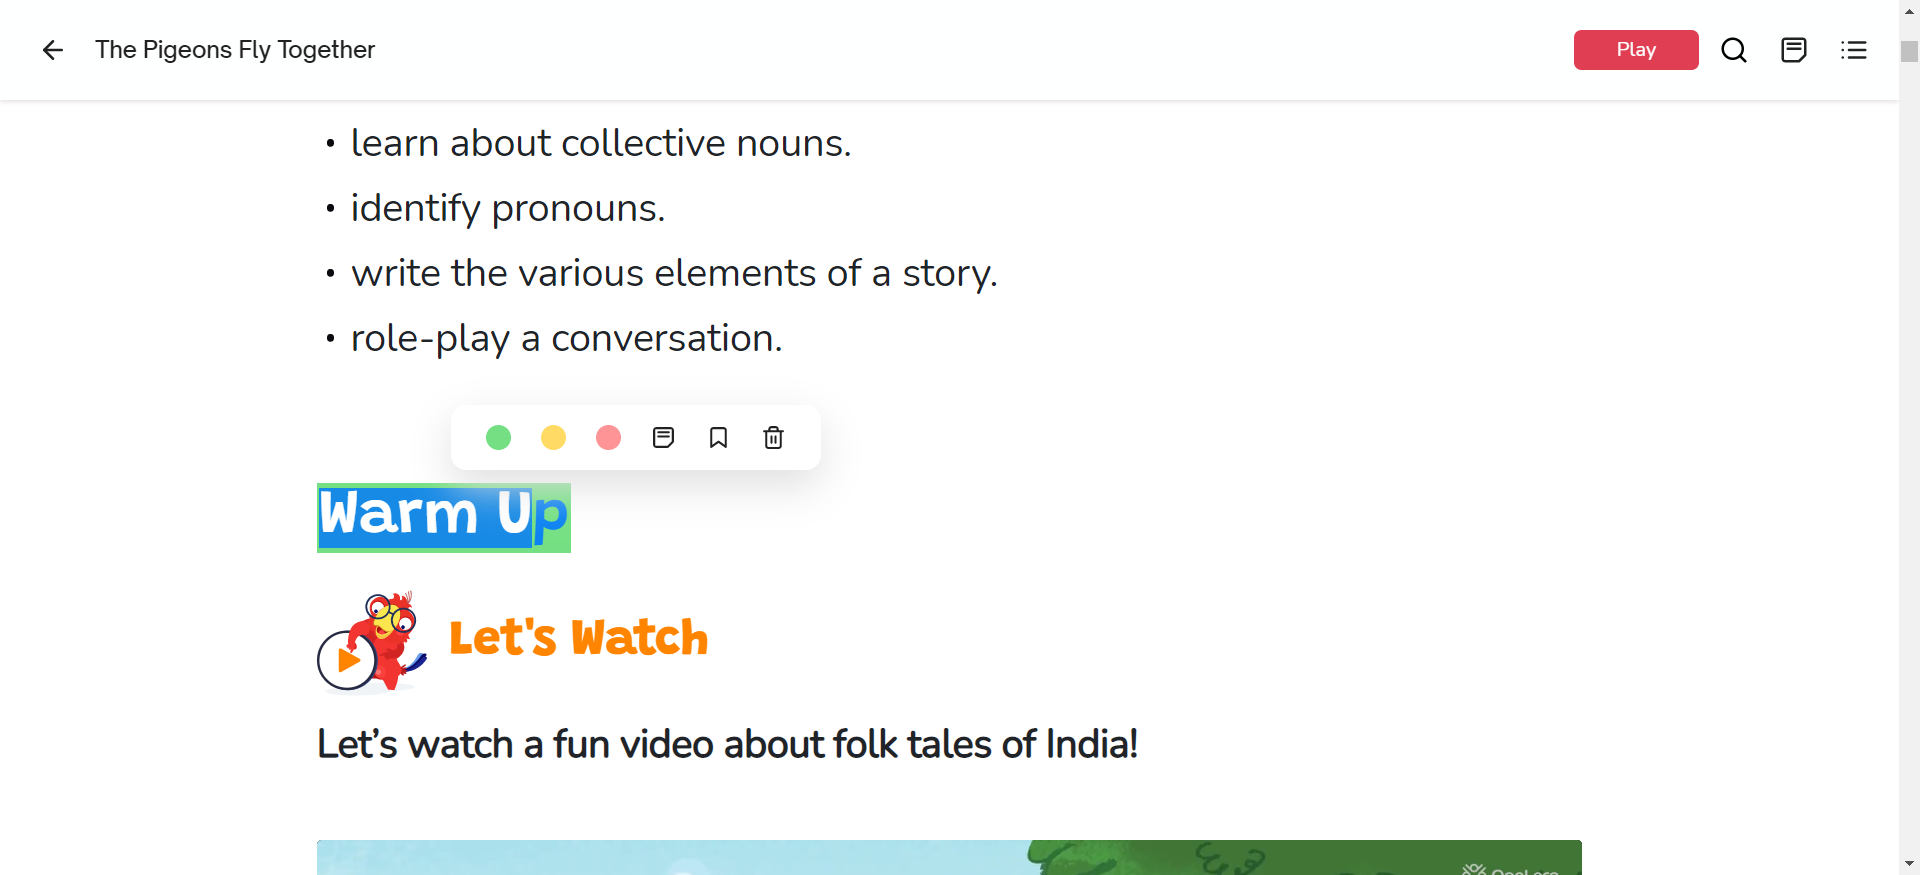 The Pigeons Fly Together
Play
• learn about collective nouns.
• identify pronouns.
• write the various elements of a story.
• role-play a conversation.
Warm Up
Let's Watch
Let’s watch a fun video about folk tales of India!